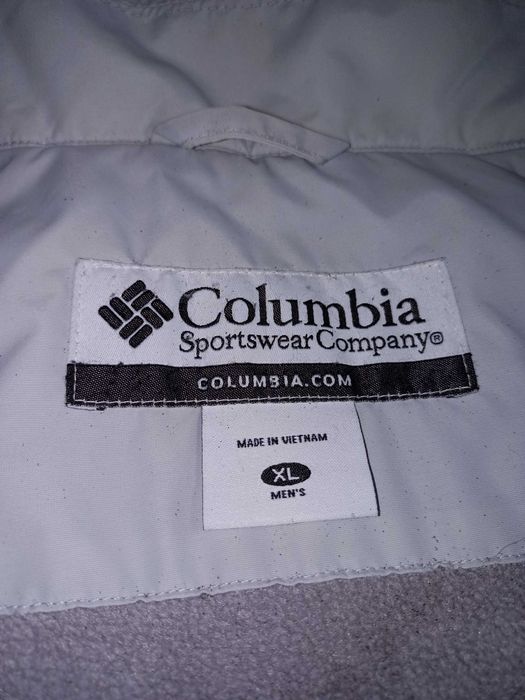 Columbia
Sportswear Company®
COLUMBIA.COM
MADE IN VIETNAM
XL
MEN'S